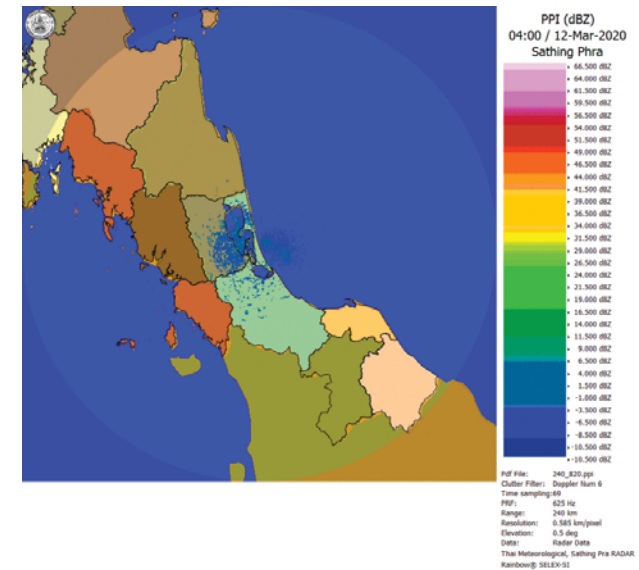 PPI (dBZ)
04:00 / 12-Mar-2020
Sathing Phra
66.500 dBZ
64.000 dBZ
61.500 dBZ
59.500 dBZ
56.500 dBZ
54.000 dBZ
51.500 dBZ
49.000 dBZ
46.500 dBZ
44.000 dBZ
41.500 dBZ
39.000 dBZ
36.500 dBZ
34.000 dBZ
31.500 dBZ
29.000 dBZ
26.500 dBZ
24.000 dBZ
21.500 dBZ
19.000 dBZ
16.500 dBZ
14.000 dBZ
11.500 dBZ
9.000 dBZ
6.500 dBZ
4.000 dBZ
1.500 dBZ
-1.000 dBZ
-3.500 dBZ
-6.500 dBZ
-8.500 dBZ
-10.500 dBZ
-10.500 dBZ
Pdf File: 240_820.ppi
Clutter Filter: Doppler Num 6
Time sampling:69
PRF: 625 Hz
Range: 240 km
Resolution: 0.585 km/pixel
Elevation: 0.5 deg
Data: Radar Data
Thai Meteorological, Sathing Pra RADAR
Rainbow® SELEX-SI